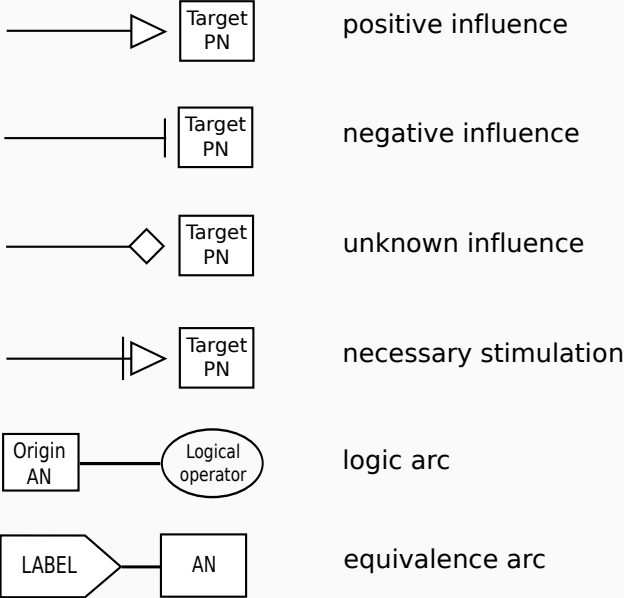 Target
PN
positive influence
Target
PN
negative influence
Target
PN
unknown influence
Target
PN
necessary stimulation
Origin
AN
Logical
operator
logic arc
LABEL
AN
equivalence arc